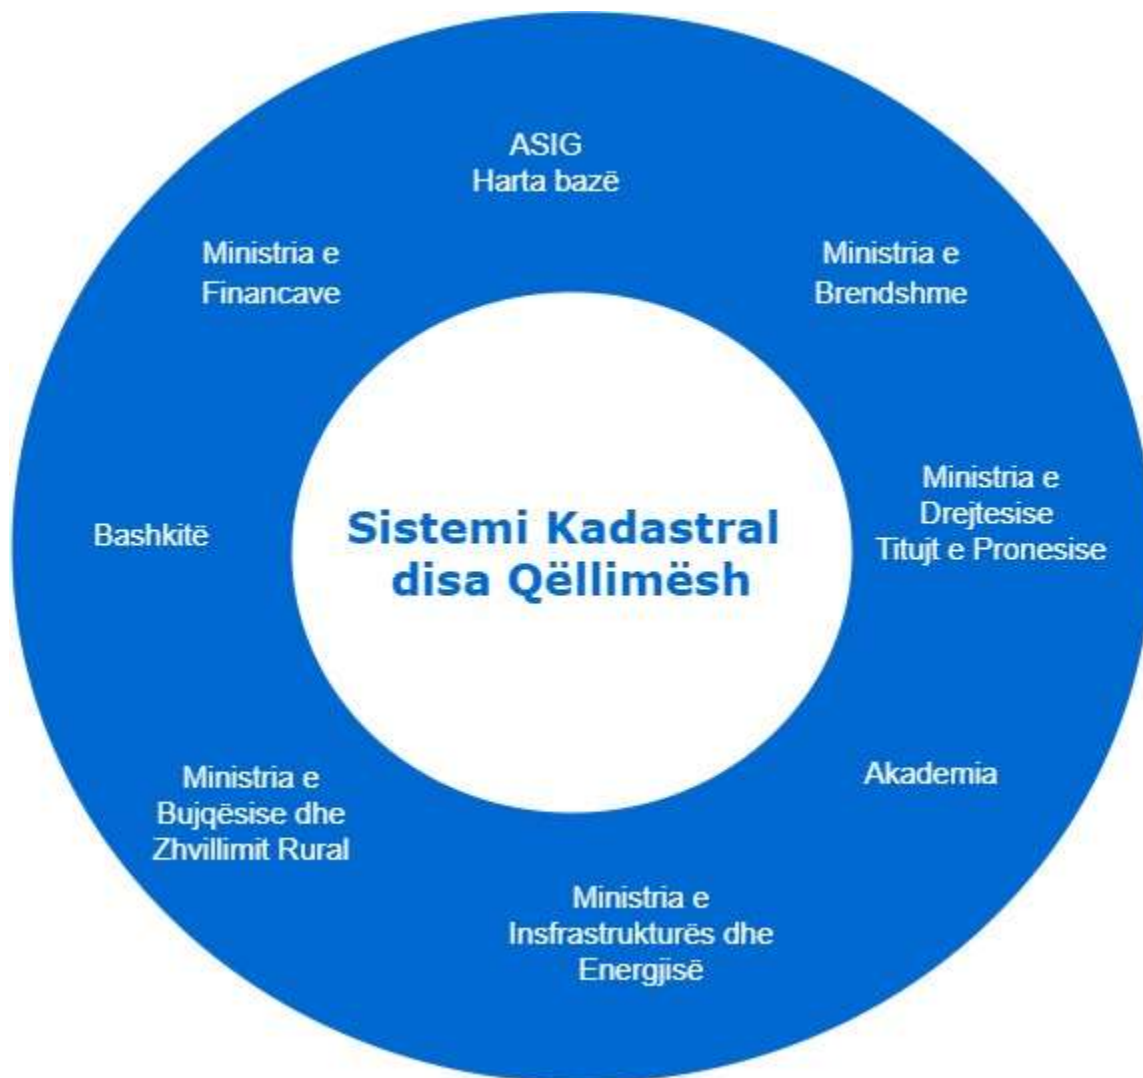 ASIG
Harta bazë
Ministria e
Financave
Ministria e
Brendshme
Bashkitë
Sistemi Kadastral
disa Qëllimësh
Ministria e
Drejtesise
Titujt e Pronesise
Ministria e
Bujqësise dhe
Zhvillimit Rural
Akademia
Ministria e
Insfrastrukturës dhe
Energjisë